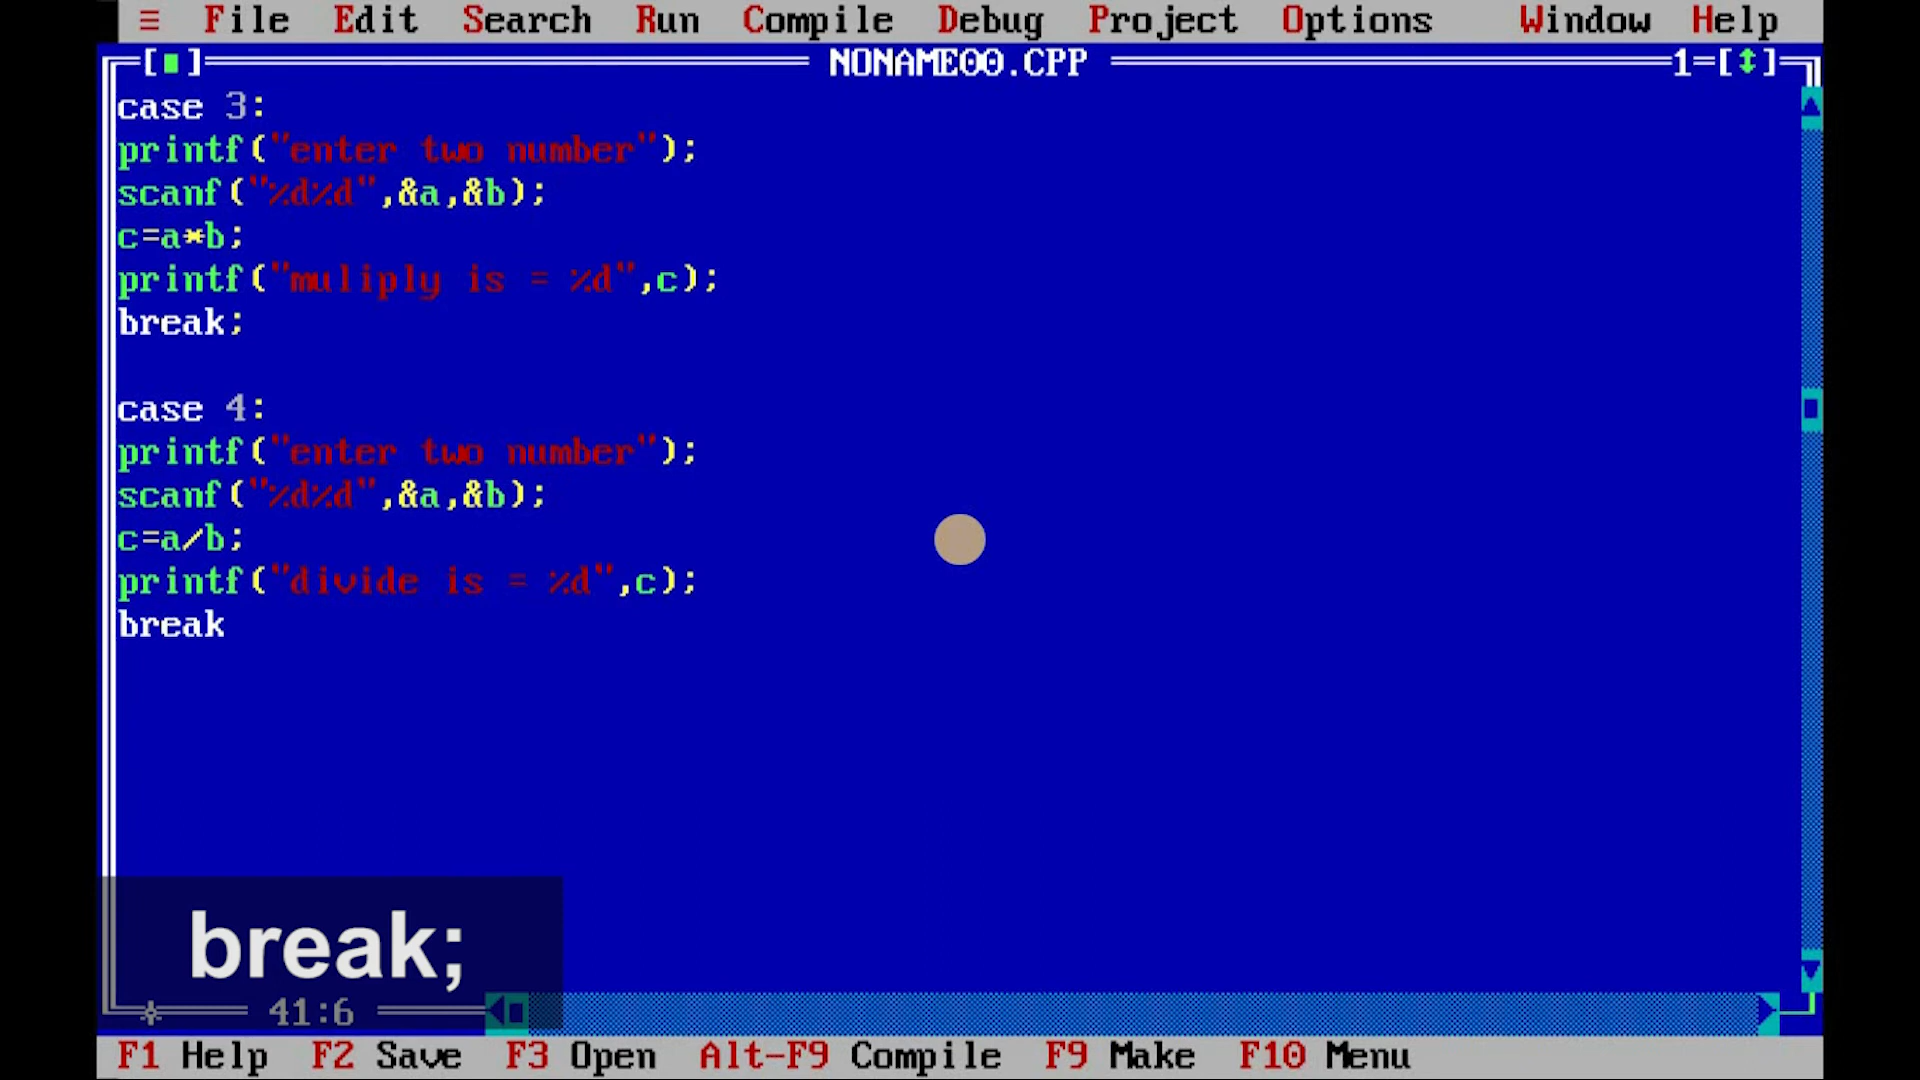 ≡ File Edit Search Run Compile Debug Project Options Window Help
[■] NONAME00.CPP 1=[↕]
case 3:
printf("enter two number");
scanf("%d%d",&a,&b);
c=a*b;
printf("muliply is = %d",c);
break;
case 4:
printf("enter two number");
scanf("%d%d",&a,&b);
c=a/b;
printf("divide is = %d",c);
break
break;
41:6
F1 Help F2 Save F3 Open Alt-F9 Compile F9 Make F10 Menu